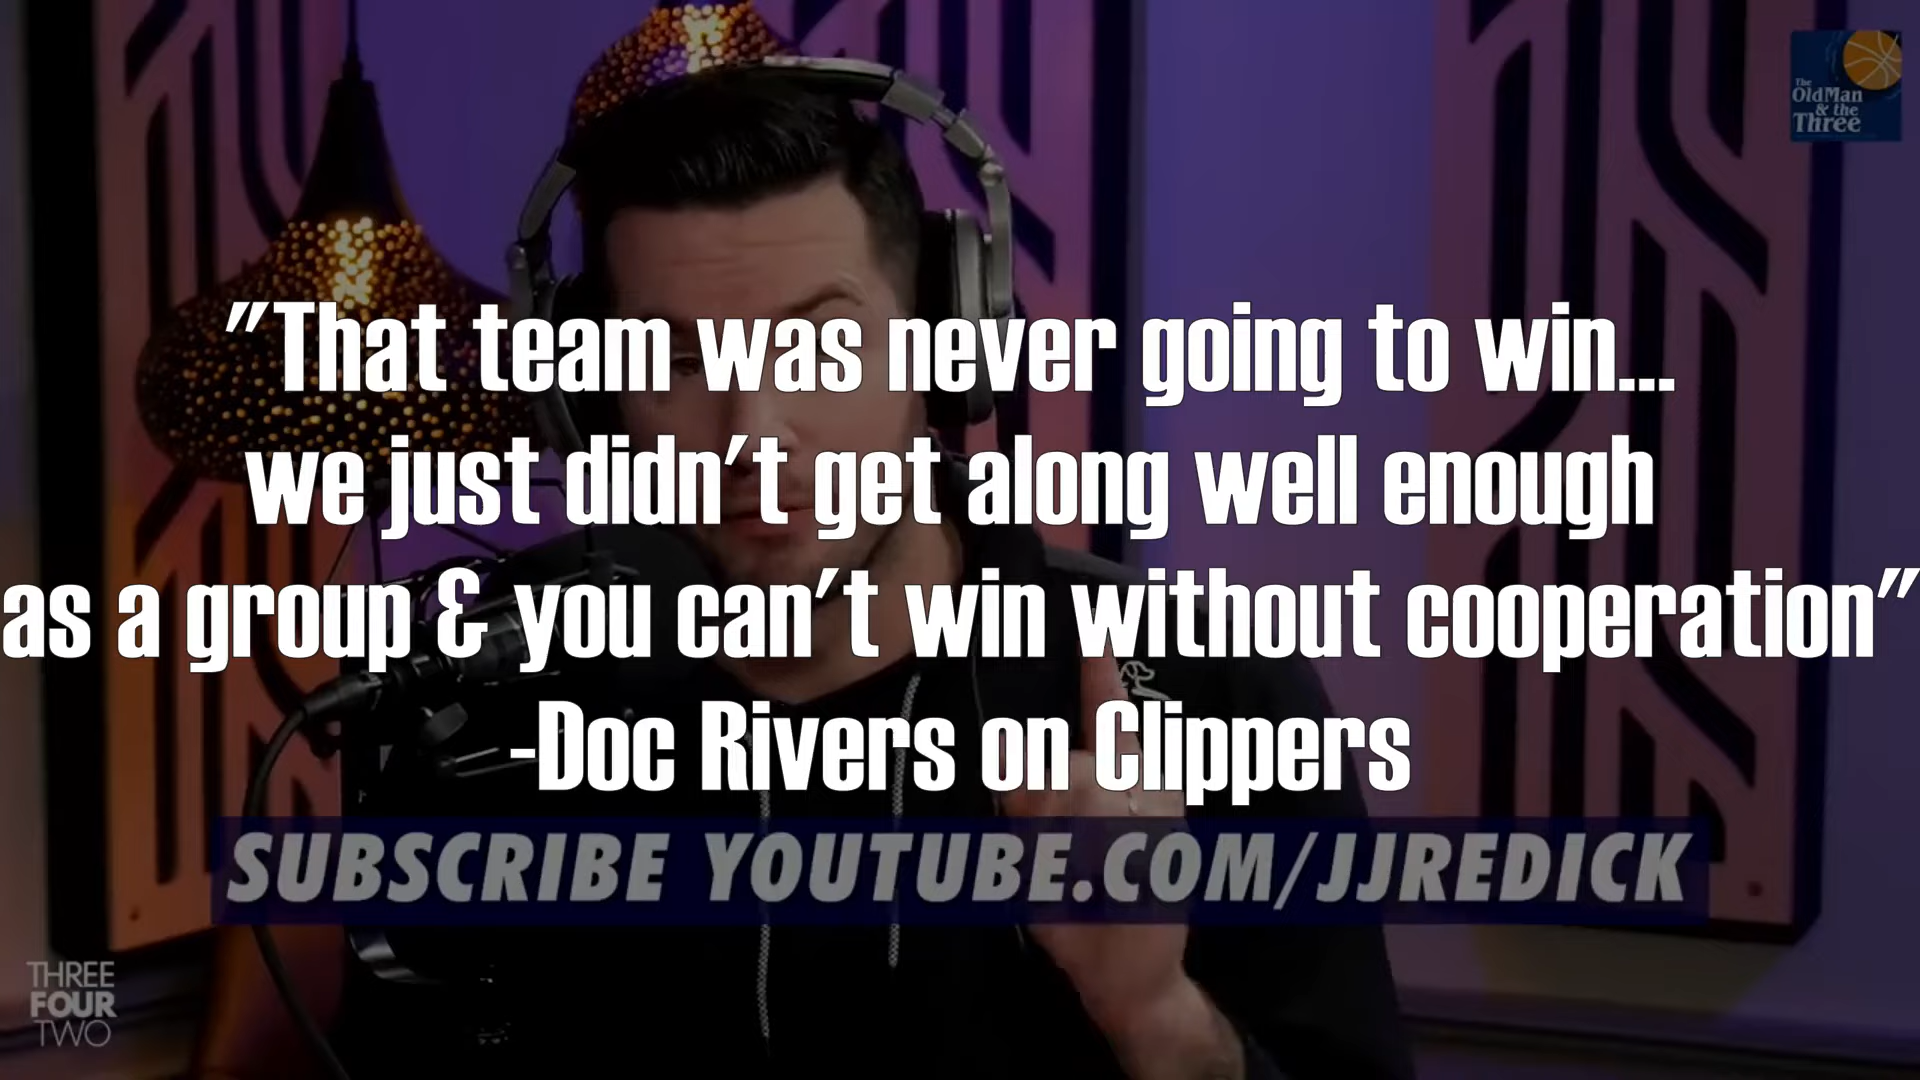 The
OldMan
& the
Three
"That team was never going to win...
we just didn't get along well enough
as a group & you can't win without cooperation"
-Doc Rivers on Clippers
SUBSCRIBE YOUTUBE.COM/JJREDICK
THREE
FOUR
TWO